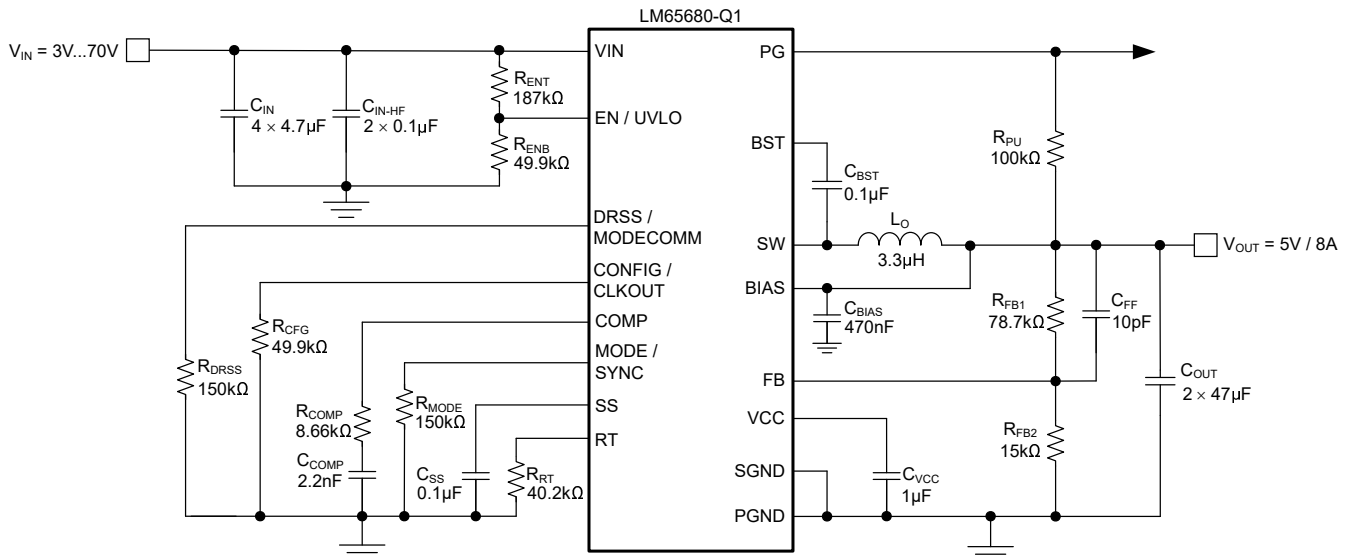 LM65680-Q1
V_IN = 3V...70V
VIN
PG
R_ENT
187kΩ
C_IN
4 × 4.7µF
C_IN-HF
2 × 0.1µF
EN / UVLO
R_ENB
49.9kΩ
BST
R_PU
100kΩ
C_BST
0.1µF
DRSS /
MODECOMM
SW
L_O
3.3µH
V_OUT = 5V / 8A
CONFIG /
CLKOUT
BIAS
C_BIAS
470nF
R_FB1
78.7kΩ
C_FF
10pF
R_CFG
49.9kΩ
COMP
MODE /
SYNC
R_DRSS
150kΩ
FB
C_OUT
2 × 47µF
R_COMP
8.66kΩ
R_MODE
150kΩ
SS
VCC
R_FB2
15kΩ
RT
C_COMP
2.2nF
C_SS
0.1µF
R_RT
40.2kΩ
SGND
C_VCC
1µF
PGND